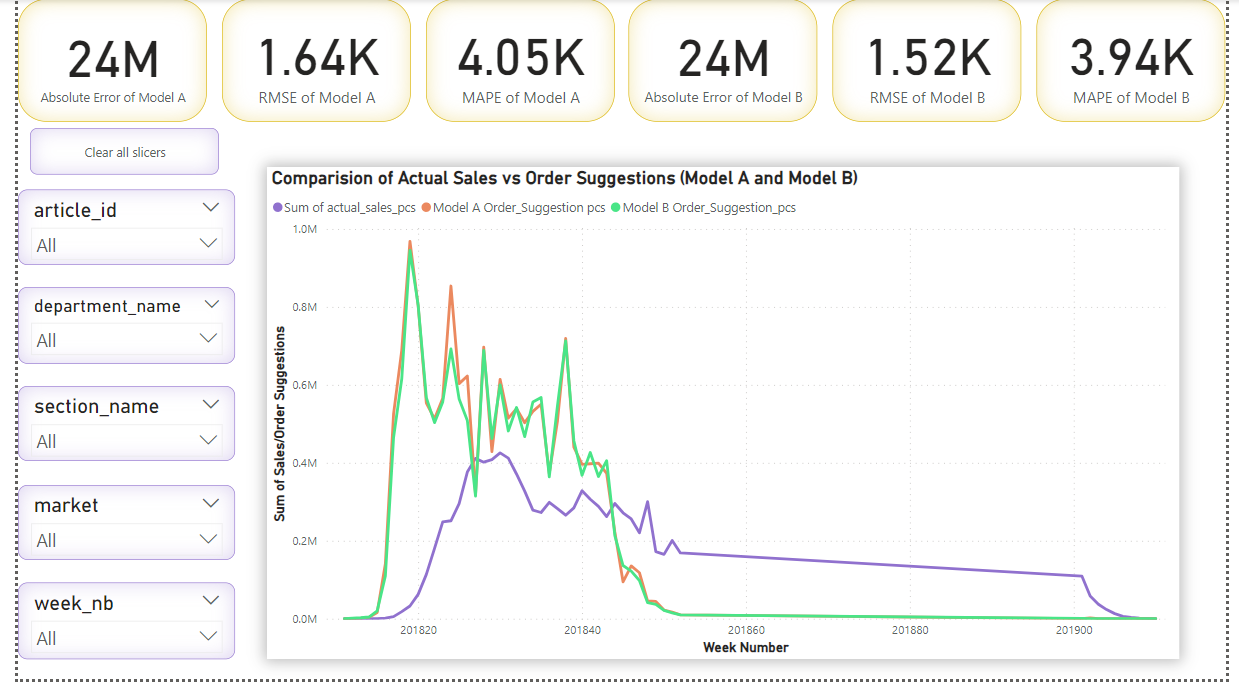 24M
Absolute Error of Model A
1.64K
RMSE of Model A
4.05K
MAPE of Model A
24M
Absolute Error of Model B
1.52K
RMSE of Model B
3.94K
MAPE of Model B
Clear all slicers
article_id
All
department_name
All
section_name
All
market
All
week_nb
All
Comparision of Actual Sales vs Order Suggestions (Model A and Model B)
Sum of actual_sales_pcs Model A Order_Suggestion pcs Model B Order_Suggestion_pcs
Sum of Sales/Order Suggestions
1.0M
0.8M
0.6M
0.4M
0.2M
0.0M
201820 201840 201860 201880 201900
Week Number